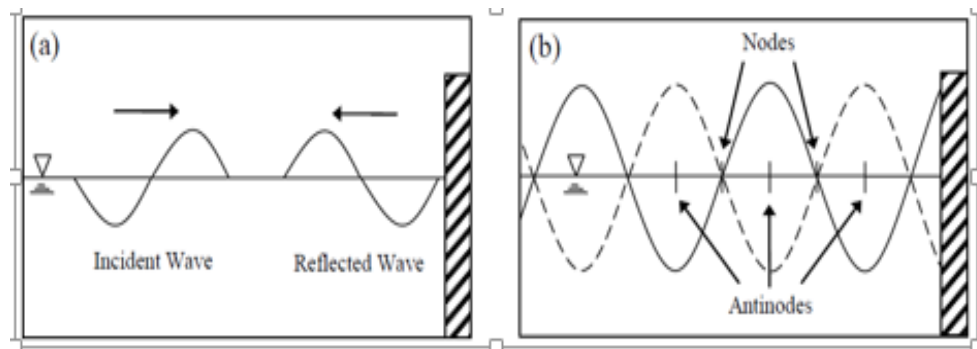 (a)
Incident Wave
Reflected Wave
(b)
Nodes
Antinodes